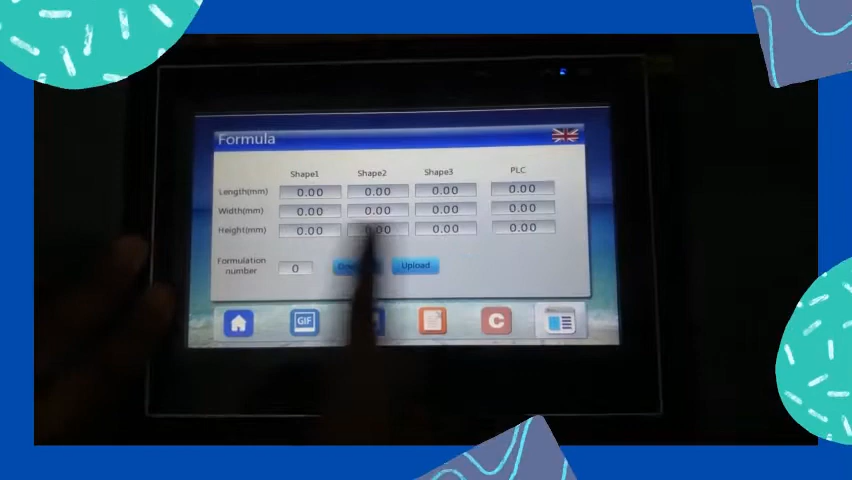 Formula
Shape1 Shape2 Shape3 PLC
Length(mm) 0.00 0.00 0.00 0.00
Width(mm) 0.00 0.00 0.00 0.00
Height(mm) 0.00 0.00 0.00 0.00
Formulation
number 0 Upload
GIF C